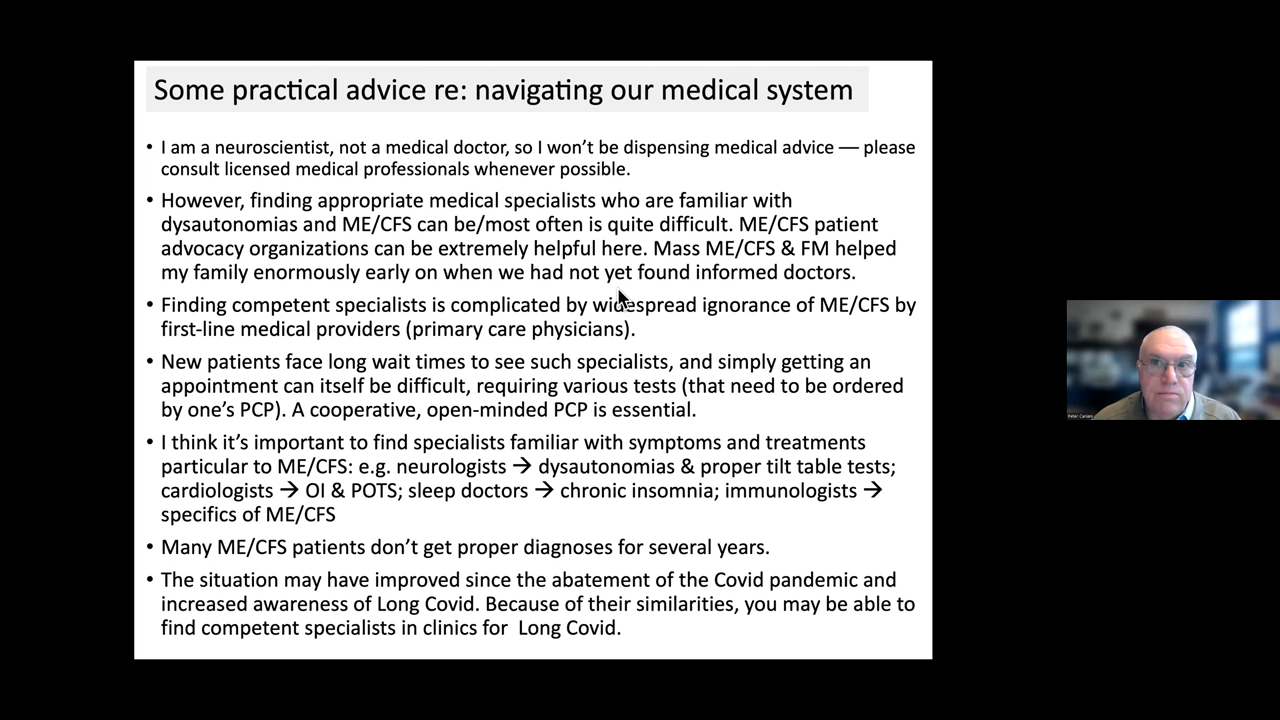 Some practical advice re: navigating our medical system
• I am a neuroscientist, not a medical doctor, so I won't be dispensing medical advice — please
consult licensed medical professionals whenever possible.
• However, finding appropriate medical specialists who are familiar with
dysautonomias and ME/CFS can be/most often is quite difficult. ME/CFS patient
advocacy organizations can be extremely helpful here. Mass ME/CFS & FM helped
my family enormously early on when we had not yet found informed doctors.
• Finding competent specialists is complicated by widespread ignorance of ME/CFS by
first-line medical providers (primary care physicians).
• New patients face long wait times to see such specialists, and simply getting an
appointment can itself be difficult, requiring various tests (that need to be ordered
by one's PCP). A cooperative, open-minded PCP is essential.
• I think it's important to find specialists familiar with symptoms and treatments
particular to ME/CFS: e.g. neurologists → dysautonomias & proper tilt table tests;
cardiologists → OI & POTS; sleep doctors → chronic insomnia; immunologists →
specifics of ME/CFS
• Many ME/CFS patients don't get proper diagnoses for several years.
• The situation may have improved since the abatement of the Covid pandemic and
increased awareness of Long Covid. Because of their similarities, you may be able to
find competent specialists in clinics for  Long Covid.
Peter Cariani